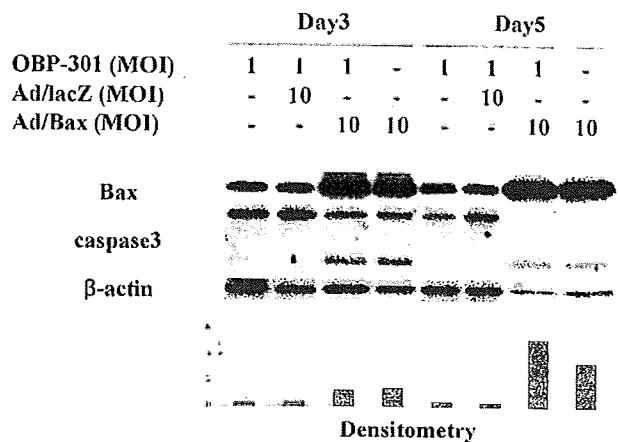 Day3 Day5
OBP-301 (MOI) 1 1 1 - 1 1 1 -
Ad/lacZ (MOI) - 10 - - - 10 - -
Ad/Bax (MOI) - - 10 10 - - 10 10
Bax
caspase3
β-actin
Densitometry